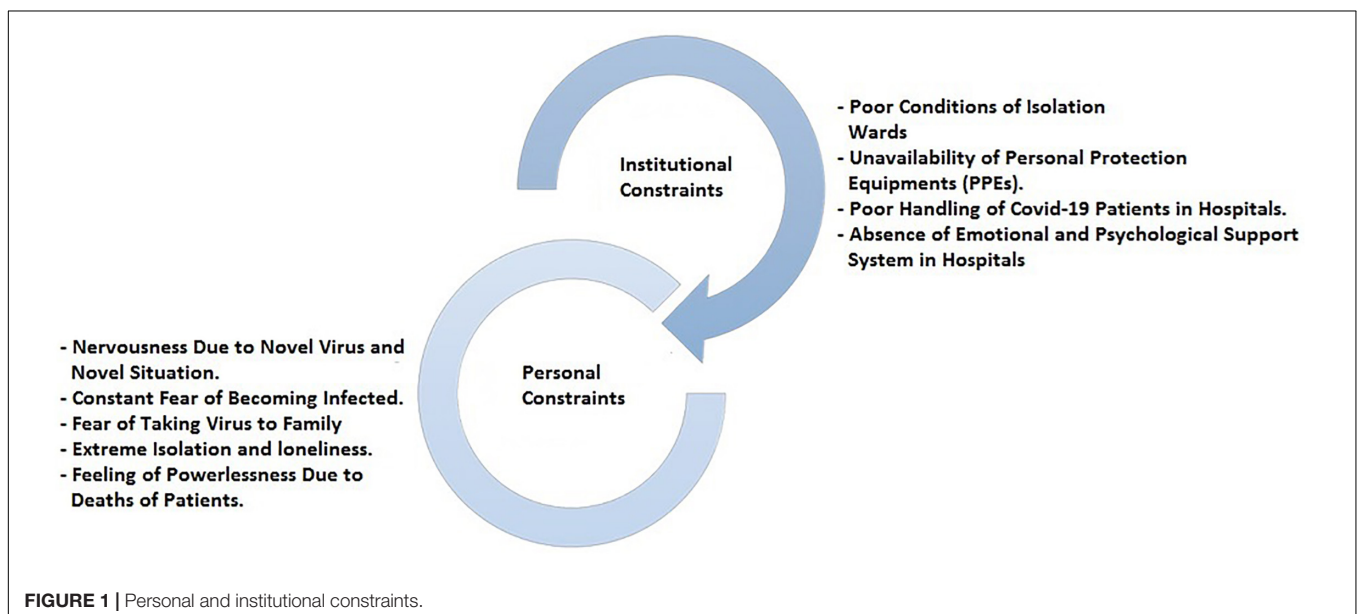 Institutional
Constraints
- Poor Conditions of Isolation
Wards
- Unavailability of Personal Protection
Equipments (PPEs).
- Poor Handling of Covid-19 Patients in Hospitals.
- Absence of Emotional and Psychological Support
System in Hospitals
Personal
Constraints
- Nervousness Due to Novel Virus and
Novel Situation.
- Constant Fear of Becoming Infected.
- Fear of Taking Virus to Family
- Extreme Isolation and loneliness.
- Feeling of Powerlessness Due to
Deaths of Patients.
FIGURE 1 | Personal and institutional constraints.